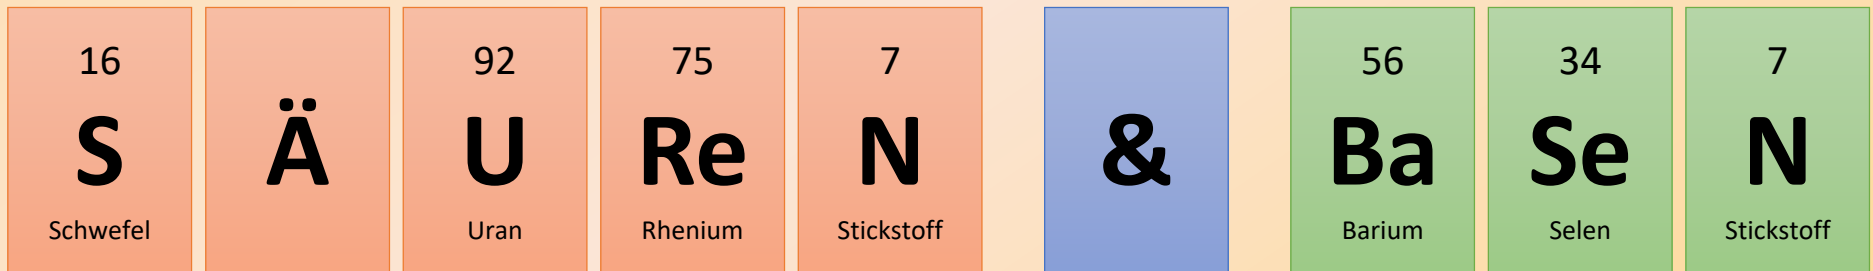 16 92 75 7 56 34 7
S Ä U Re N & Ba Se N
Schwefel Uran Rhenium Stickstoff Barium Selen Stickstoff